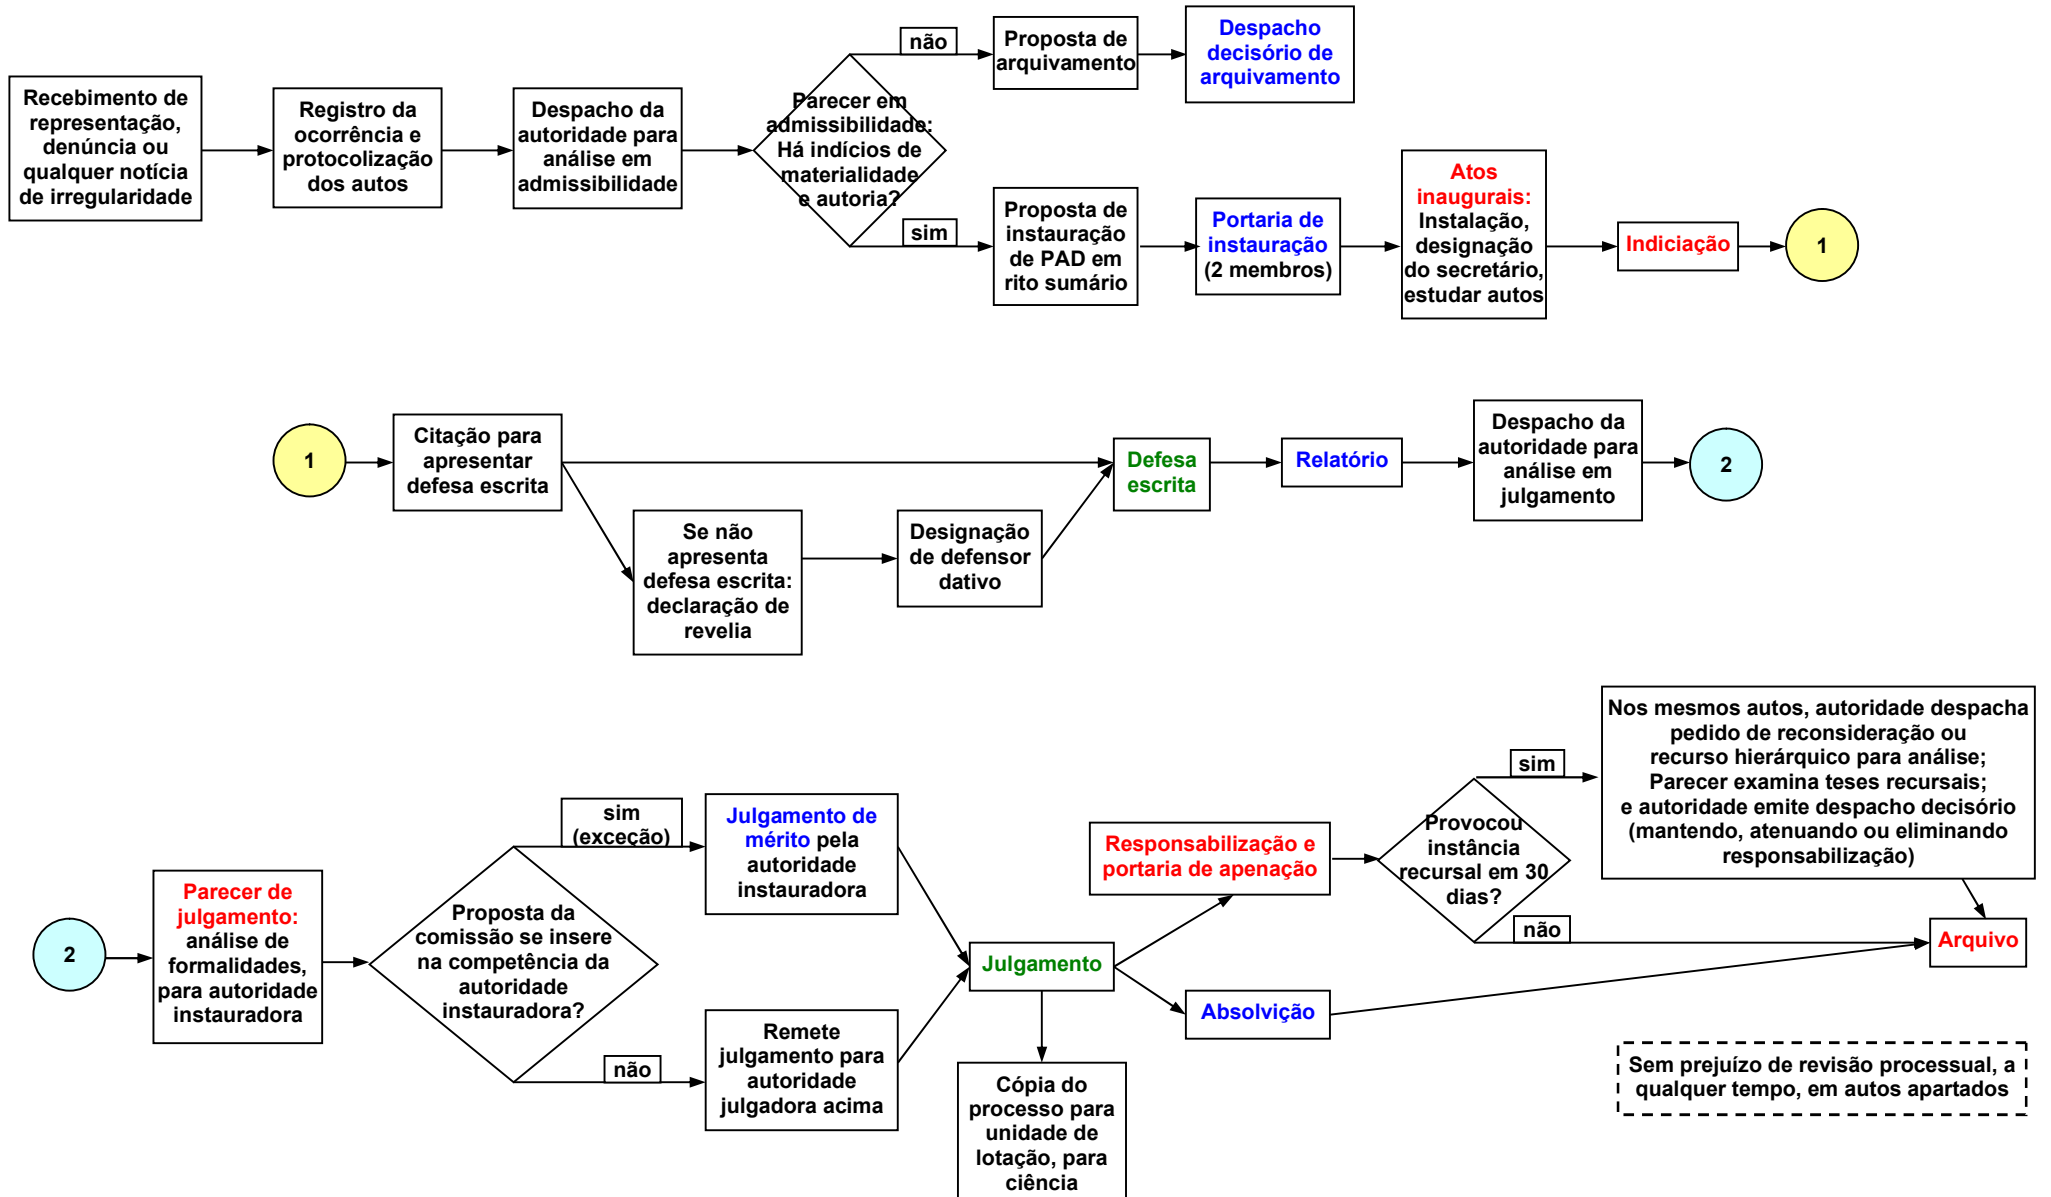 Recebimento de
representação,
denúncia ou
qualquer notícia
de irregularidade
Registro da
ocorrência e
protocolização
dos autos
Despacho da
autoridade para
análise em
admissibilidade
Parecer em
admissibilidade:
Há indícios de
materialidade
e autoria?
não
Proposta de
arquivamento
Despacho
decisório de
arquivamento
sim
Proposta de
instauração
de PAD em
rito sumário
Portaria de
instauração
(2 membros)
Atos
inaugurais:
Instalação,
designação
do secretário,
estudar autos
Indiciação
1
1
Citação para
apresentar
defesa escrita
Se não
apresenta
defesa escrita:
declaração de
revelia
Designação
de defensor
dativo
Defesa
escrita
Relatório
Despacho da
autoridade para
análise em
julgamento
2
2
Parecer de
julgamento:
análise de
formalidades,
para autoridade
instauradora
Proposta da
comissão se insere
na competência da
autoridade
instauradora?
sim
(exceção)
Julgamento de
mérito pela
autoridade
instauradora
não
Remete
julgamento para
autoridade
julgadora acima
Julgamento
Cópia do
processo para
unidade de
lotação, para
ciência
Responsabilização e
portaria de apenação
Absolvição
Provocou
instância
recursal em 30
dias?
sim
Nos mesmos autos, autoridade despacha
pedido de reconsideração ou
recurso hierárquico para análise;
Parecer examina teses recursais;
e autoridade emite despacho decisório
(mantendo, atenuando ou eliminando
responsabilização)
não
Arquivo
Sem prejuízo de revisão processual, a
qualquer tempo, em autos apartados